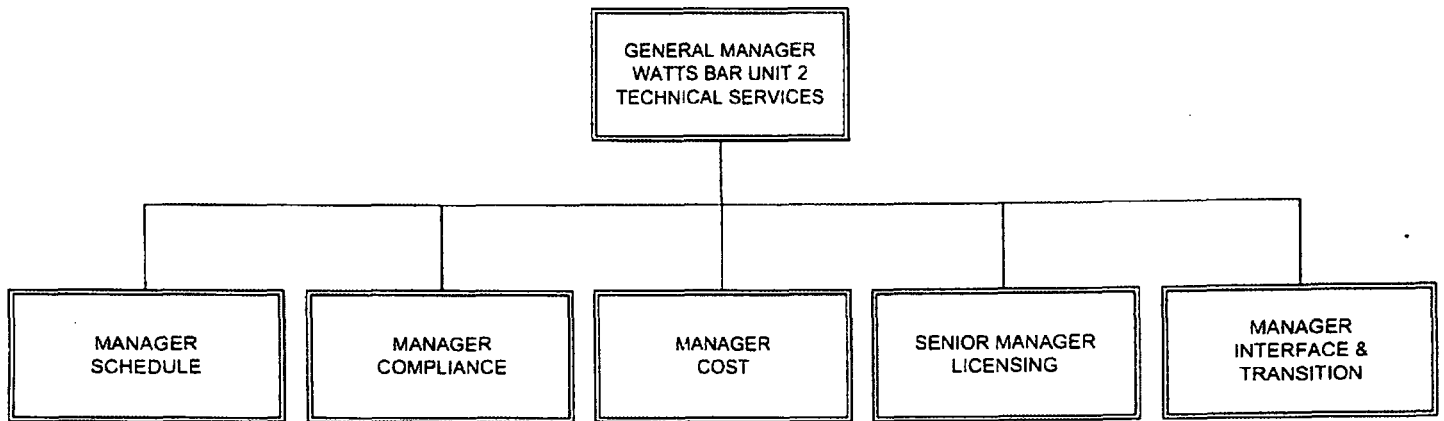 GENERAL MANAGER
WATTS BAR UNIT 2
TECHNICAL SERVICES
MANAGER
SCHEDULE
MANAGER
COMPLIANCE
MANAGER
COST
SENIOR MANAGER
LICENSING
MANAGER
INTERFACE &
TRANSITION